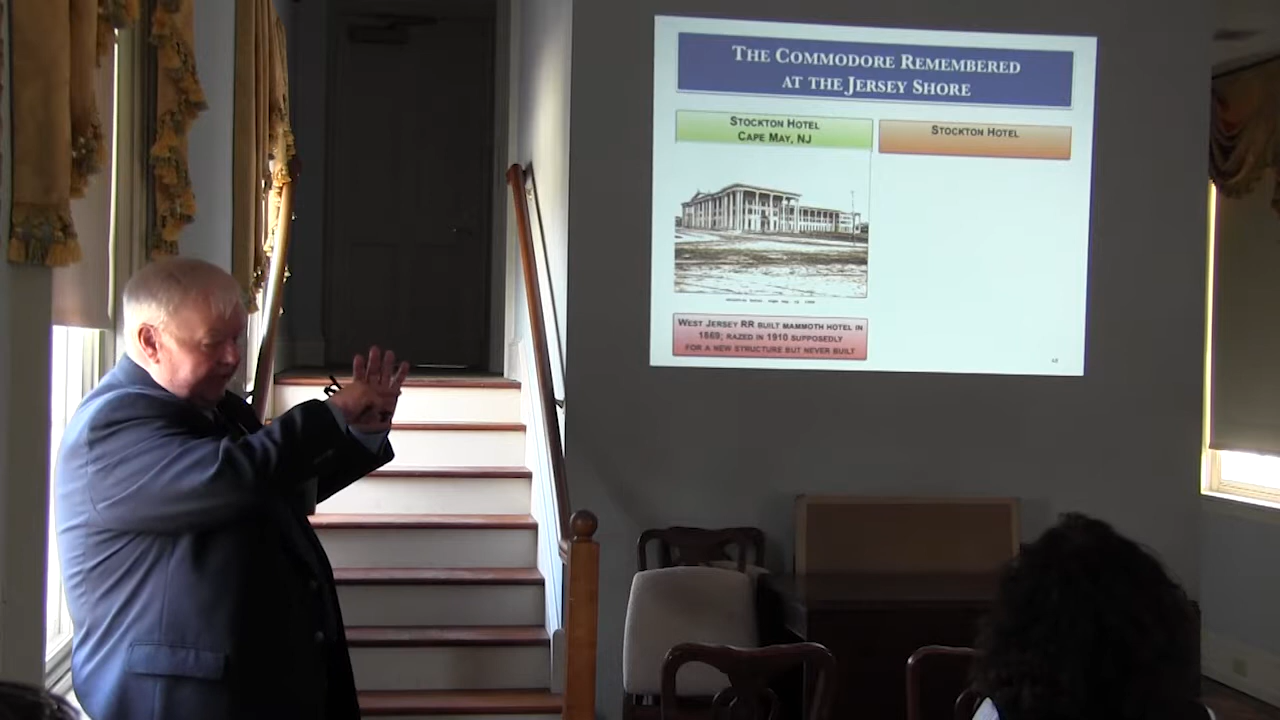 THE COMMODORE REMEMBERED
AT THE JERSEY SHORE
STOCKTON HOTEL
CAPE MAY, NJ
STOCKTON HOTEL
WEST JERSEY RR BUILT MAMMOTH HOTEL IN
1869; RAZED IN 1910 SUPPOSEDLY
FOR A NEW STRUCTURE BUT NEVER BUILT